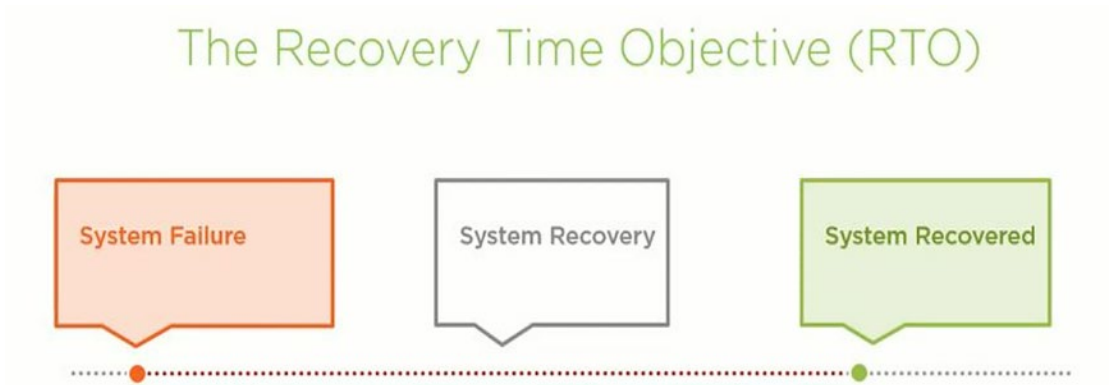 The Recovery Time Objective (RTO)
System Failure
System Recovery
System Recovered